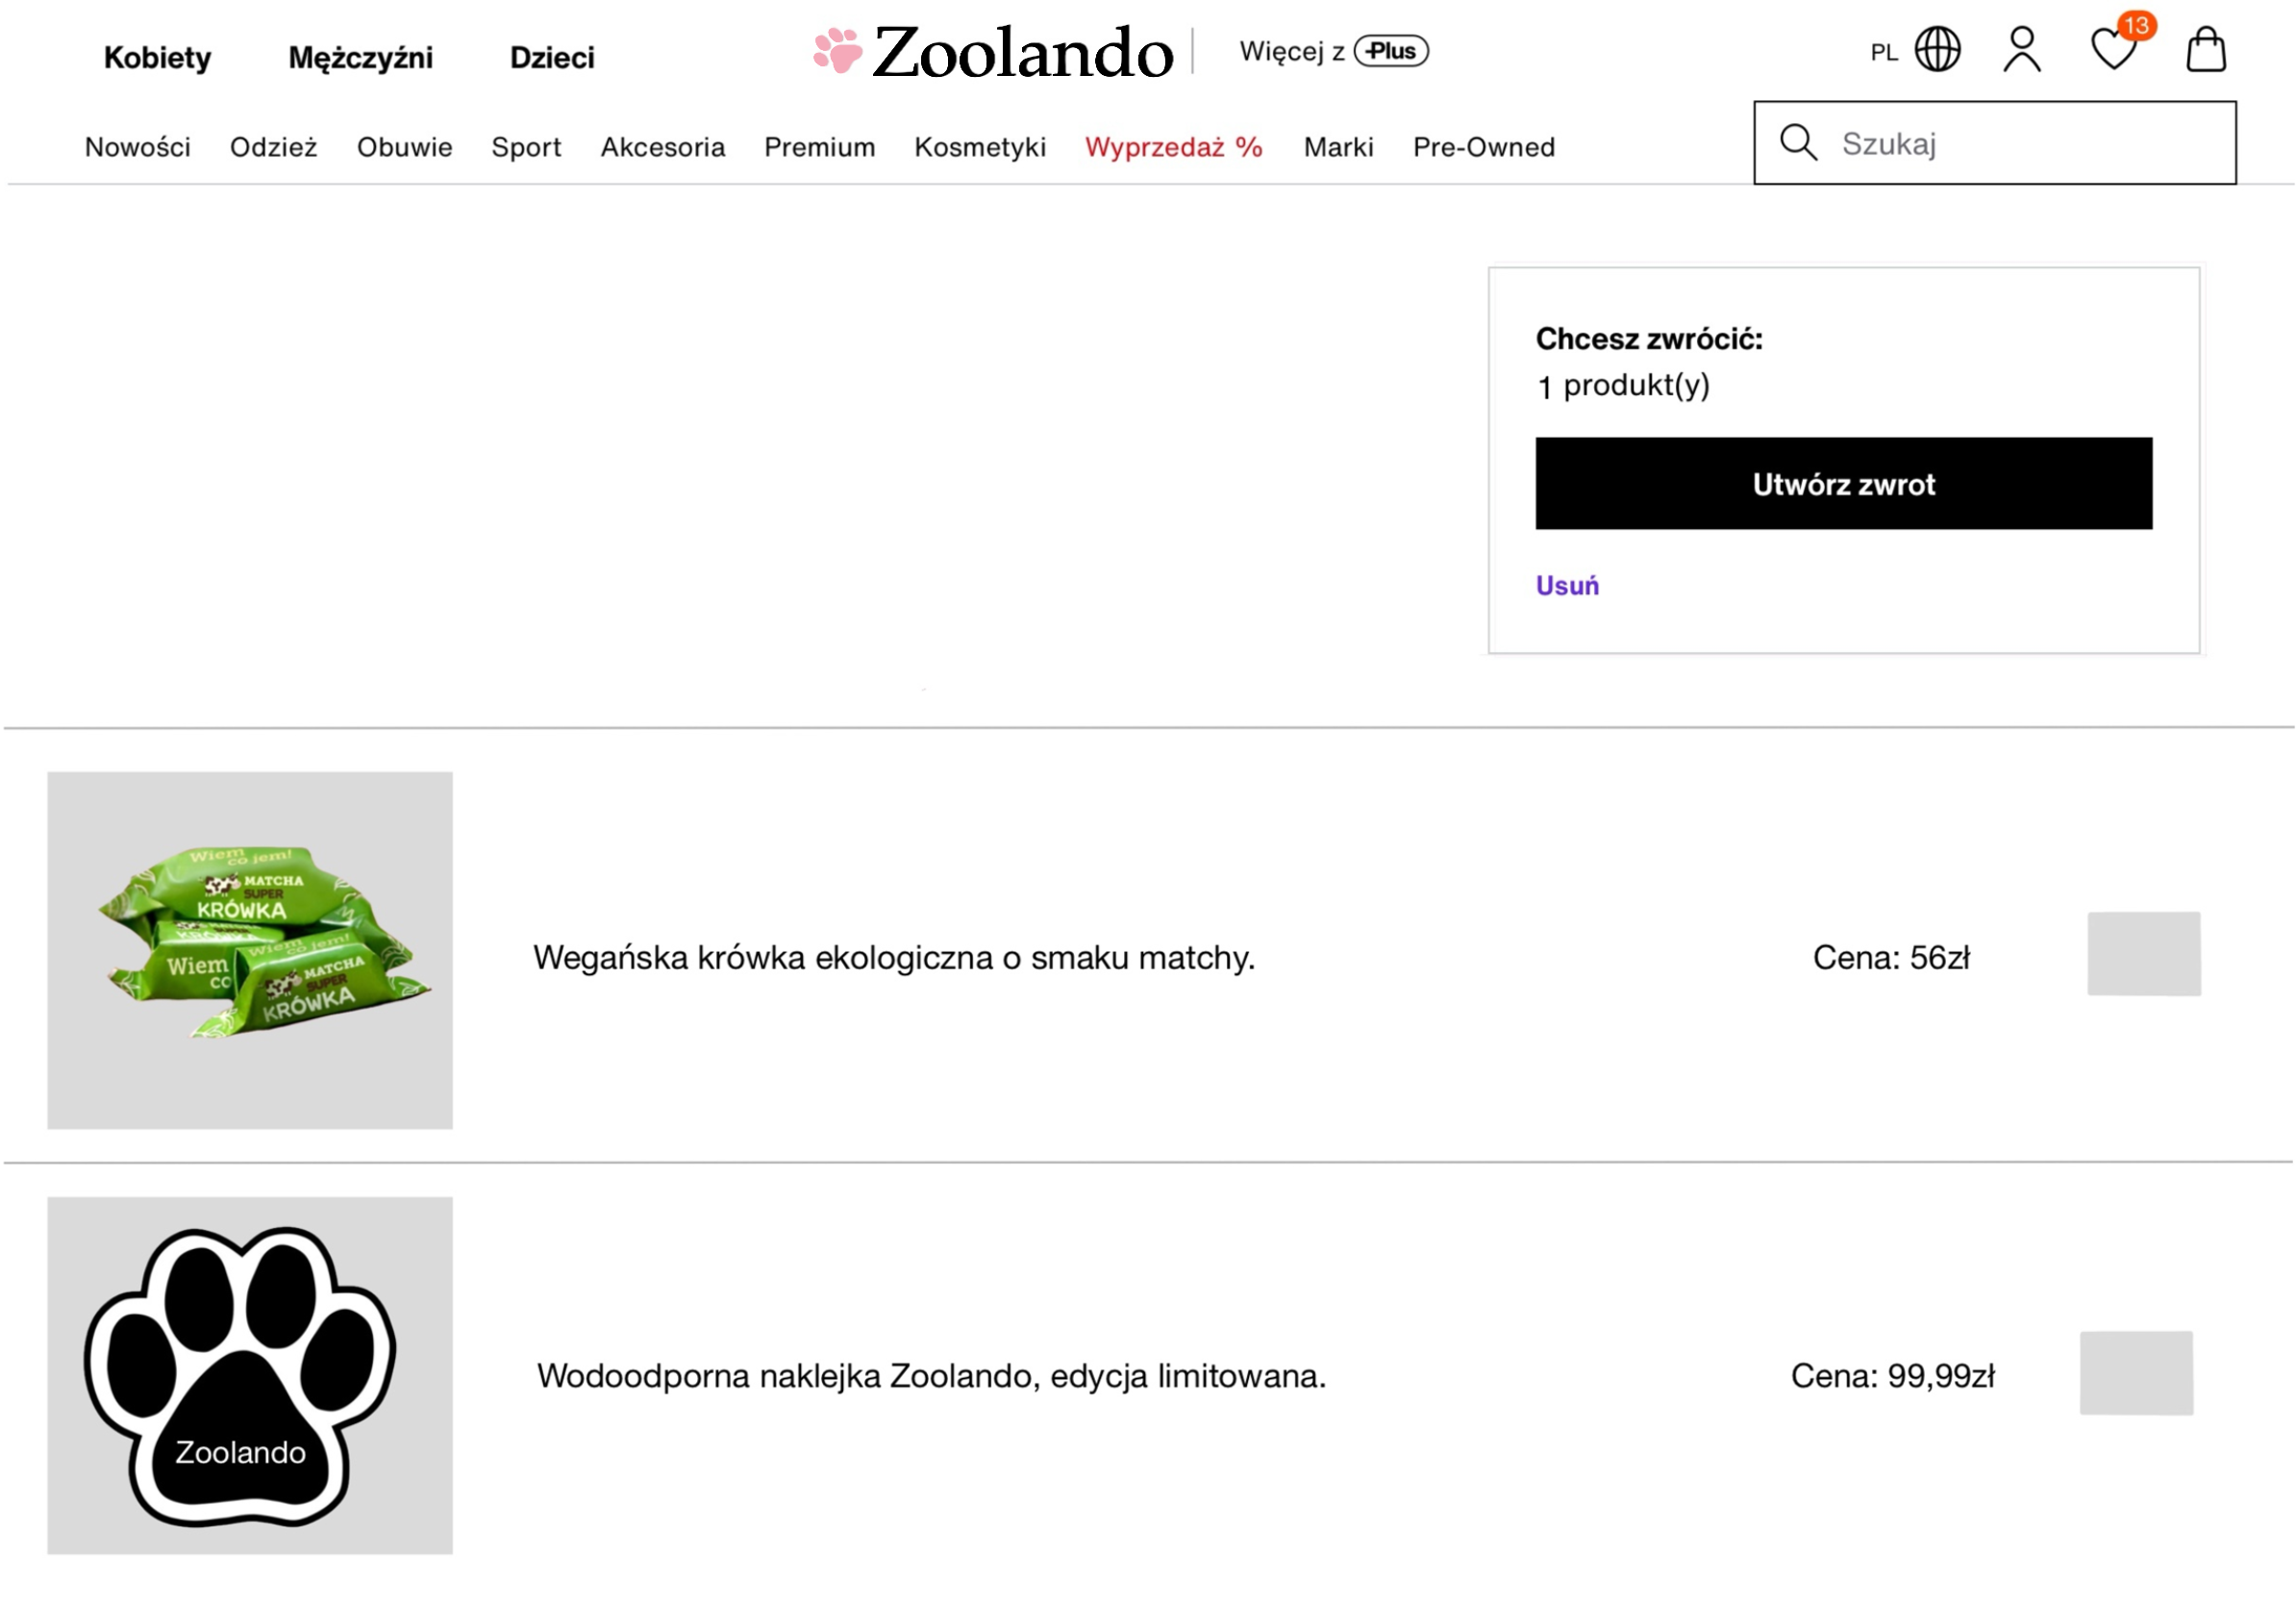 Kobiety Mężczyźni Dzieci Zoolando Więcej z Plus PL 13
Nowości Odzież Obuwie Sport Akcesoria Premium Kosmetyki Wyprzedaż % Marki Pre-Owned Szukaj
Chcesz zwrócić:
1 produkt(y)
Utwórz zwrot
Usuń
Wiem
co jem!
MATCHA
SUPER
KRÓWKA
Wiem
co
Wiem co jem!
MATCHA
SUPER
KRÓWKA
Wegańska krówka ekologiczna o smaku matchy.
Cena: 56zł
Zoolando
Wodoodporna naklejka Zoolando, edycja limitowana.
Cena: 99,99zł